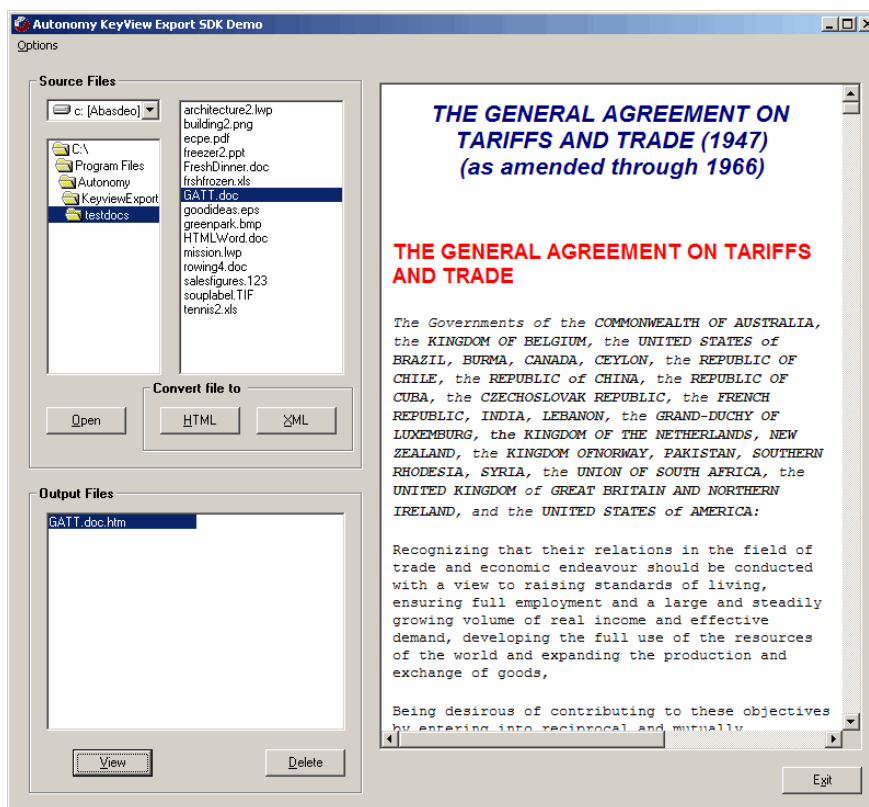 Autonomy KeyView Export SDK Demo
Options
Source Files
c: [Abasdeo]
C:\
Program Files
Autonomy
KeyviewExport
testdocs
architecture2.lwp
building2.png
ecpe.pdf
freezer2.ppt
FreshDinner.doc
frshfrozen.xls
GATT.doc
goodideas.eps
greenpark.bmp
HTMLWord.doc
mission.lwp
rowing4.doc
salesfigures.123
souplabel.TIF
tennis2.xls
Convert file to
Open
HTML
XML
Output Files
GATT.doc.htm
View
Delete
THE GENERAL AGREEMENT ON
TARIFFS AND TRADE (1947)
(as amended through 1966)
THE GENERAL AGREEMENT ON TARIFFS
AND TRADE
The Governments of the COMMONWEALTH OF AUSTRALIA,
the KINGDOM OF BELGIUM, the UNITED STATES of
BRAZIL, BURMA, CANADA, CEYLON, the REPUBLIC OF
CHILE, the REPUBLIC of CHINA, the REPUBLIC OF
CUBA, the CZECHOSLOVAK REPUBLIC, the FRENCH
REPUBLIC, INDIA, LEBANON, the GRAND-DUCHY OF
LUXEMBURG, the KINGDOM OF THE NETHERLANDS, NEW
ZEALAND, the KINGDOM OFNORWAY, PAKISTAN, SOUTHERN
RHODESIA, SYRIA, the UNION OF SOUTH AFRICA, the
UNITED KINGDOM of GREAT BRITAIN AND NORTHERN
IRELAND, and the UNITED STATES of AMERICA:
Recognizing that their relations in the field of
trade and economic endeavour should be conducted
with a view to raising standards of living,
ensuring full employment and a large and steadily
growing volume of real income and effective
demand, developing the full use of the resources
of the world and expanding the production and
exchange of goods,
Being desirous of contributing to these objectives
by entering into reciprocal and mutually
Exit